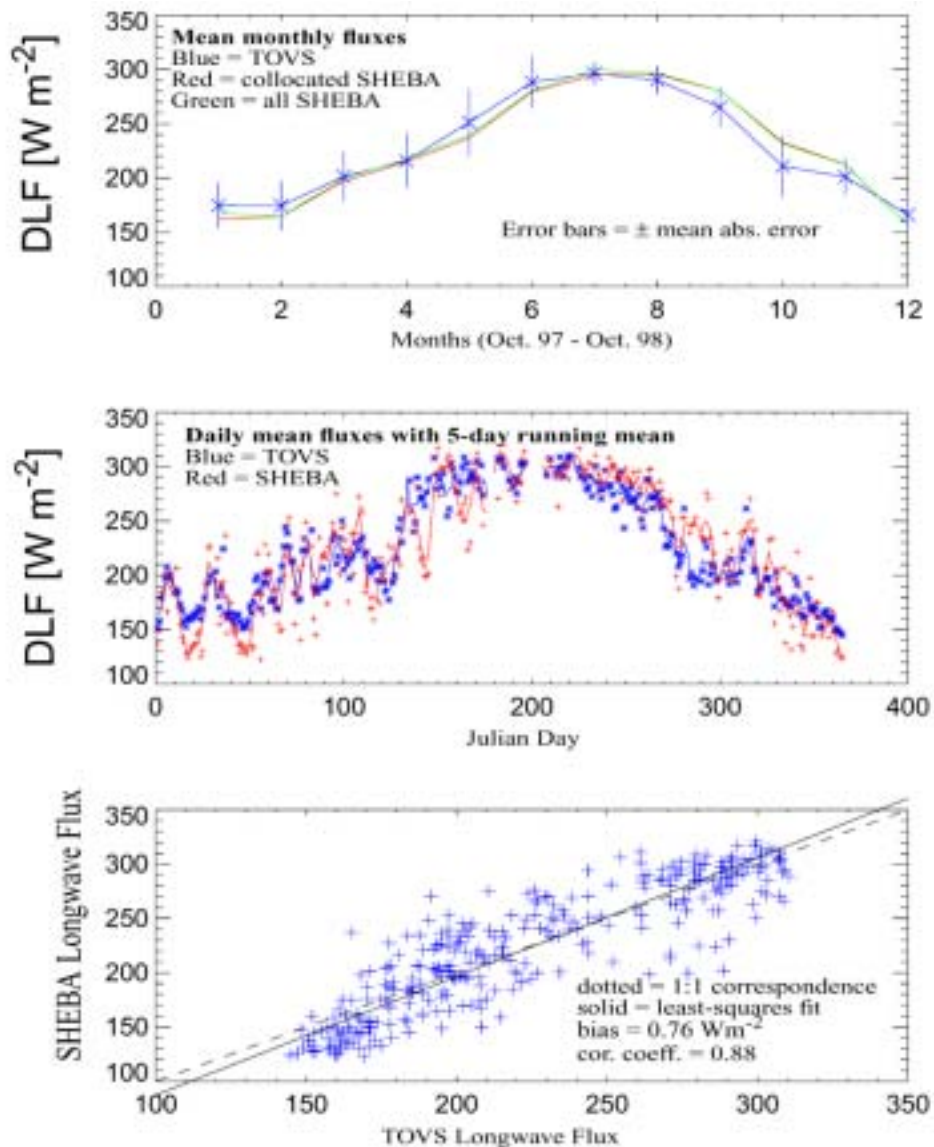 350
300
250
200
150
100
DLF [W m-2]
Mean monthly fluxes
Blue = TOVS
Red = collocated SHEBA
Green = all SHEBA
Error bars = ± mean abs. error
0 2 4 6 8 10 12
Months (Oct. 97 - Oct. 98)
350
300
250
200
150
100
DLF [W m-2]
Daily mean fluxes with 5-day running mean
Blue = TOVS
Red = SHEBA
0 100 200 300 400
Julian Day
350
300
250
200
150
100
SHEBA Longwave Flux
dotted = 1:1 correspondence
solid = least-squares fit
bias = 0.76 Wm-2
cor. coeff. = 0.88
100 150 200 250 300 350
TOVS Longwave Flux